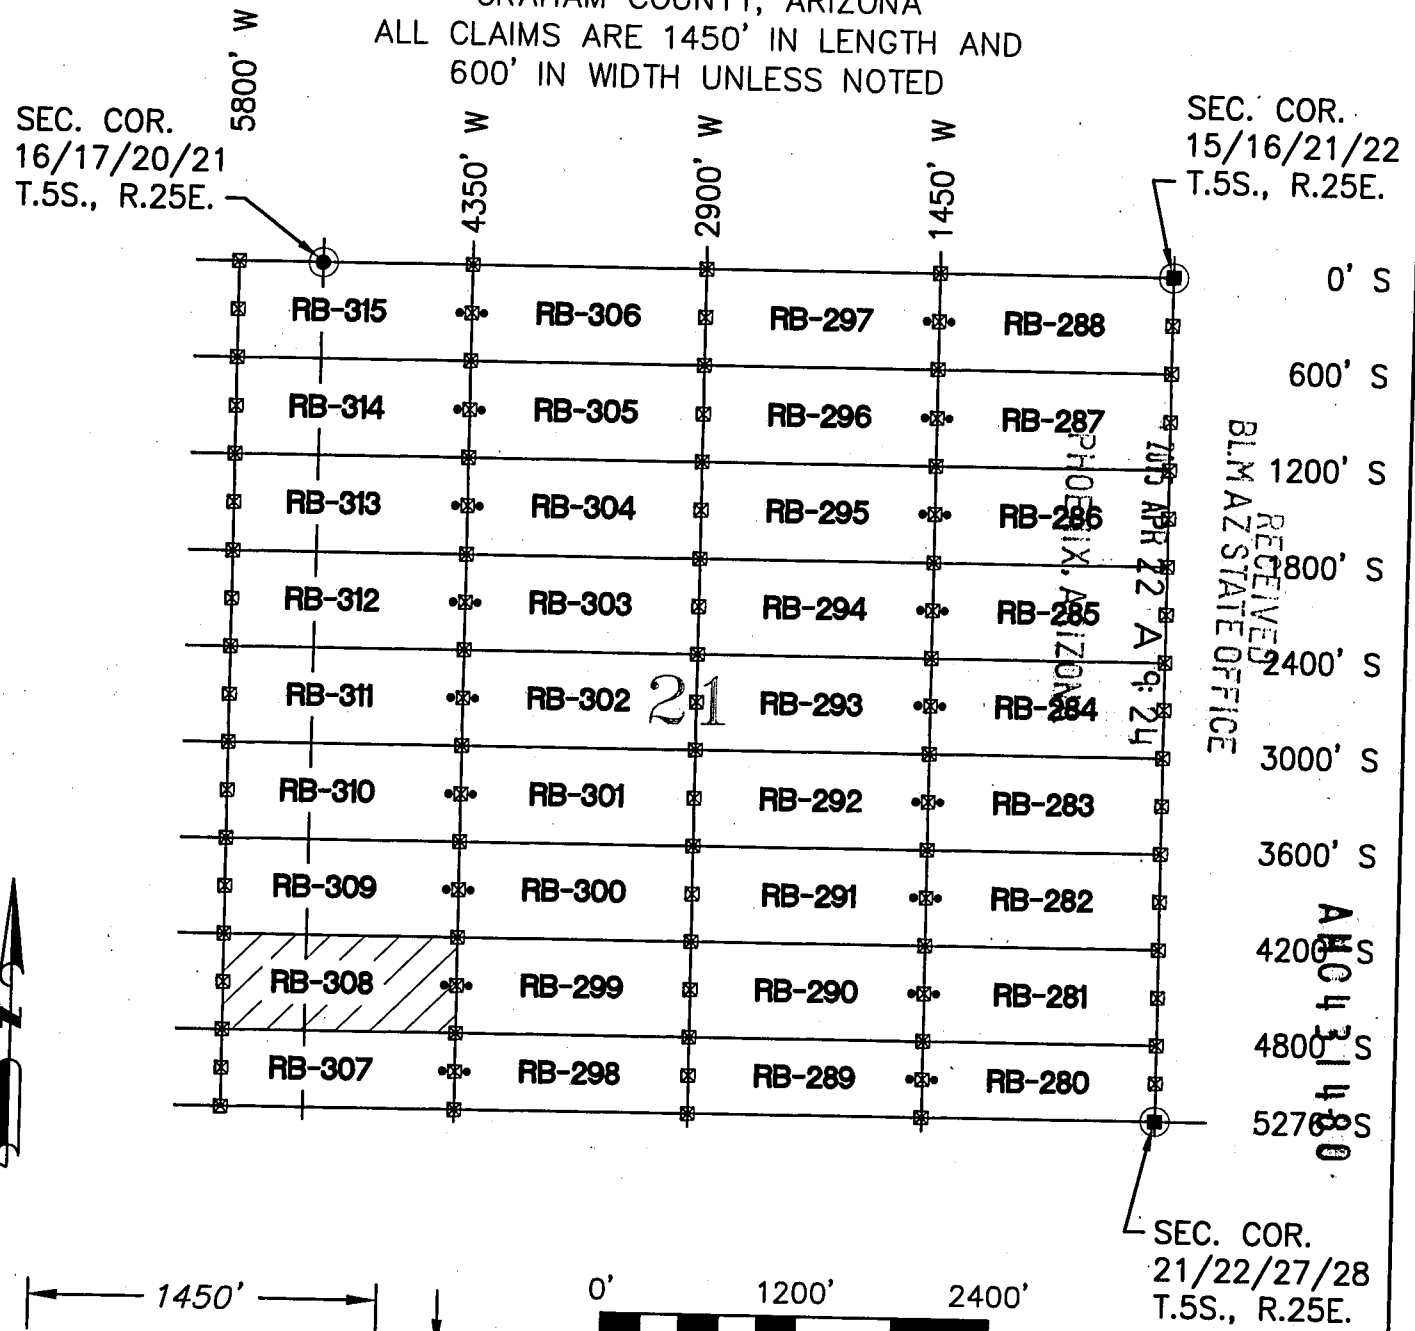 GRAHAM COUNTY, ARIZONA
ALL CLAIMS ARE 1450' IN LENGTH AND
600' IN WIDTH UNLESS NOTED
SEC. COR.
16/17/20/21
T.5S., R.25E.
5800' W
4350' W
2900' W
1450' W
SEC. COR.
15/16/21/22
T.5S., R.25E.
0' S
RB-315 RB-306 RB-297 RB-288
600' S
RB-314 RB-305 RB-296 RB-287
1200' S
RB-313 RB-304 RB-295 RB-286
1800' S
RB-312 RB-303 RB-294 RB-285
2400' S
RB-311 RB-302 21 RB-293 RB-284
3000' S
RB-310 RB-301 RB-292 RB-283
3600' S
RB-309 RB-300 RB-291 RB-282
4200' S
RB-308 RB-299 RB-290 RB-281
4800' S
RB-307 RB-298 RB-289 RB-280
5276' S
RECEIVED
BLM AZ STATE OFFICE
APR 22 A 9:24
PHOENIX, ARIZONA
AMC431480
SEC. COR.
21/22/27/28
T.5S., R.25E.
1450'
0' 1200' 2400'